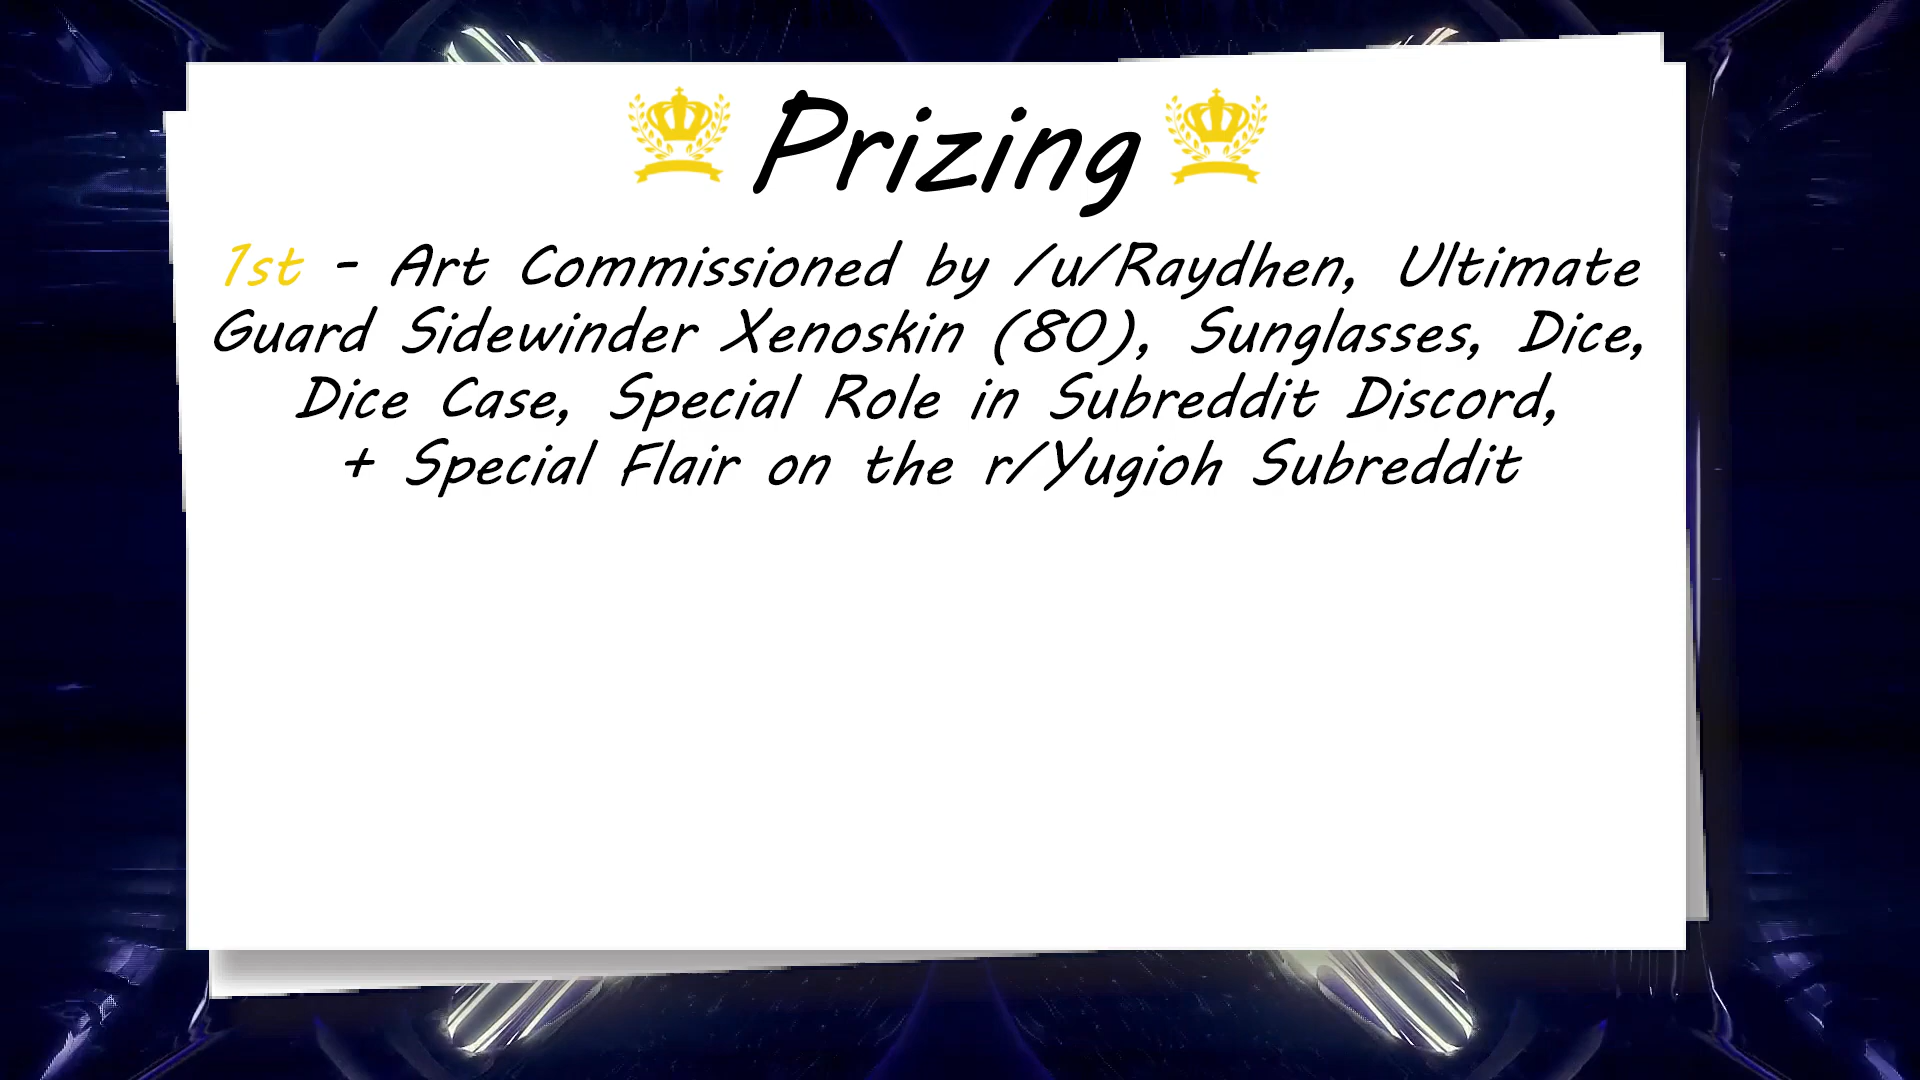 Prizing
1st - Art Commissioned by /u/Raydhen, Ultimate
Guard Sidewinder Xenoskin (80), Sunglasses, Dice,
Dice Case, Special Role in Subreddit Discord,
+ Special Flair on the r/Yugioh Subreddit